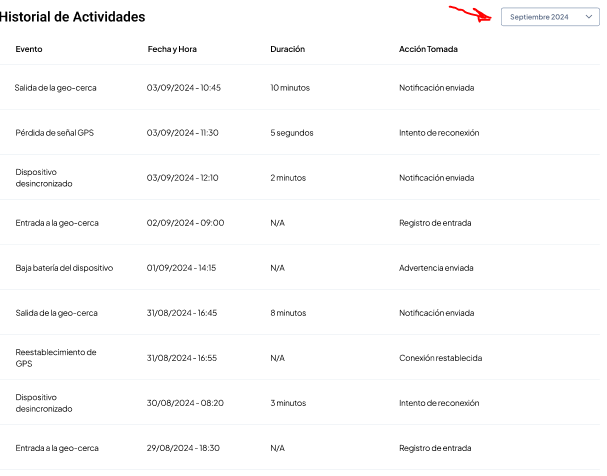 Historial de Actividades
Septiembre 2024
Evento Fecha y Hora Duración Acción Tomada
Salida de la geo-cerca 03/09/2024 - 10:45 10 minutos Notificación enviada
Pérdida de señal GPS 03/09/2024 - 11:30 5 segundos Intento de reconexión
Dispositivo
desincronizado 03/09/2024 - 12:10 2 minutos Notificación enviada
Entrada a la geo-cerca 02/09/2024 - 09:00 N/A Registro de entrada
Baja batería del dispositivo 01/09/2024 - 14:15 N/A Advertencia enviada
Salida de la geo-cerca 31/08/2024 - 16:45 8 minutos Notificación enviada
Reestablecimiento de
GPS 31/08/2024 - 16:55 N/A Conexión restablecida
Dispositivo
desincronizado 30/08/2024 - 08:20 3 minutos Intento de reconexión
Entrada a la geo-cerca 29/08/2024 - 18:30 N/A Registro de entrada